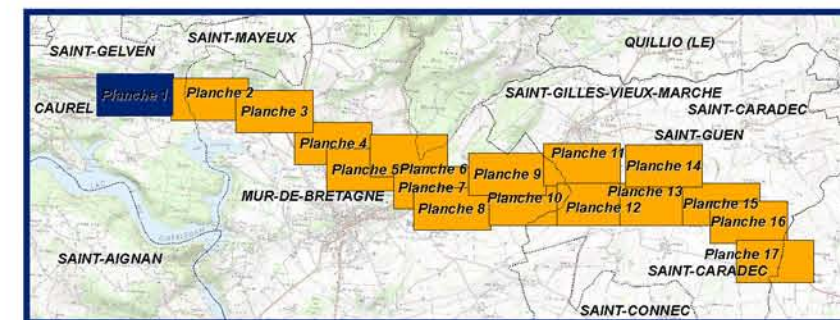 SAINT-GELVEN
SAINT-MAYEUX
QUILLIO (LE)
CAUREL
Planche 1
Planche 2
SAINT-GILLES-VIEUX-MARCHE
Planche 3
SAINT-CARADEC
Planche 4
SAINT-GUEN
Planche 5
Planche 6
Planche 9
Planche 11
Planche 14
MUR-DE-BRETAGNE
Planche 7
Planche 8
Planche 10
Planche 12
Planche 13
Planche 15
Planche 16
SAINT-AIGNAN
Planche 17
SAINT-CARADEC
SAINT-CONNEC